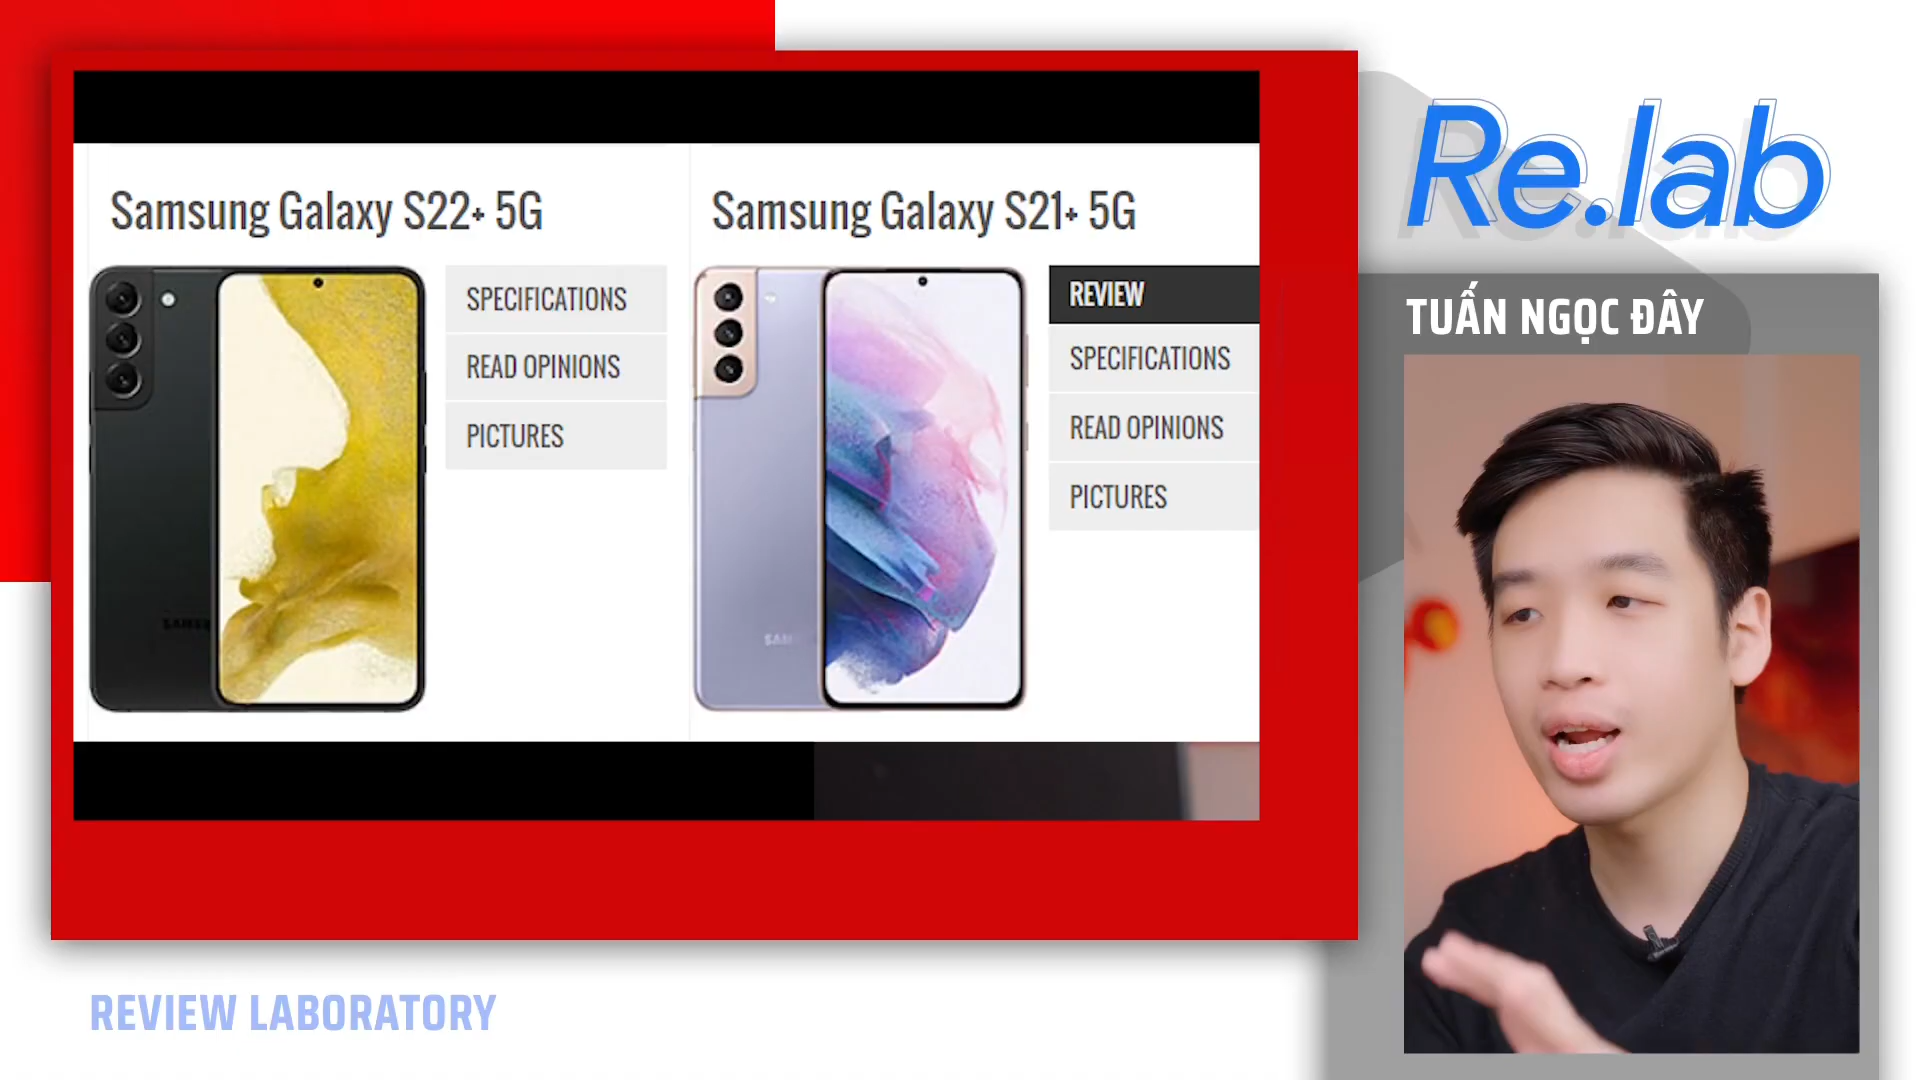 Samsung Galaxy S22+ 5G
SPECIFICATIONS
READ OPINIONS
PICTURES
Samsung Galaxy S21+ 5G
REVIEW
SPECIFICATIONS
READ OPINIONS
PICTURES
Re.lab
TUẤN NGỌC ĐÂY
REVIEW LABORATORY